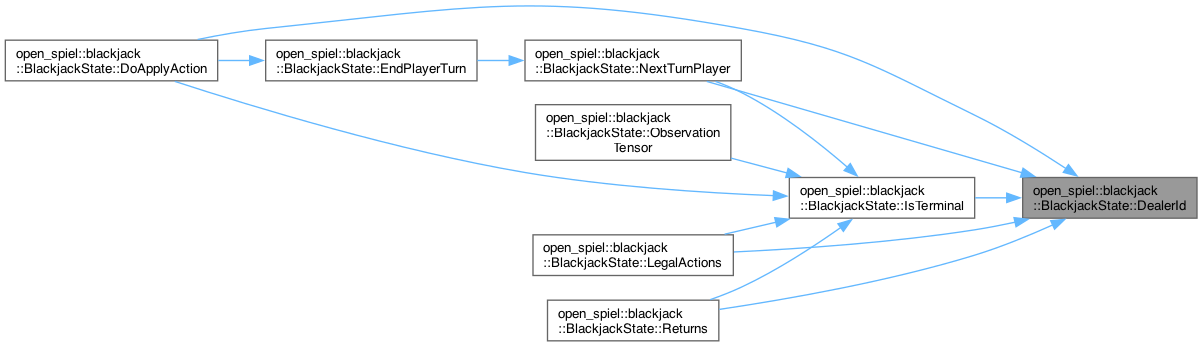 open_spiel::blackjack
::BlackjackState::DoApplyAction
open_spiel::blackjack
::BlackjackState::EndPlayerTurn
open_spiel::blackjack
::BlackjackState::NextTurnPlayer
open_spiel::blackjack
::BlackjackState::Observation
Tensor
open_spiel::blackjack
::BlackjackState::IsTerminal
open_spiel::blackjack
::BlackjackState::DealerId
open_spiel::blackjack
::BlackjackState::LegalActions
open_spiel::blackjack
::BlackjackState::Returns